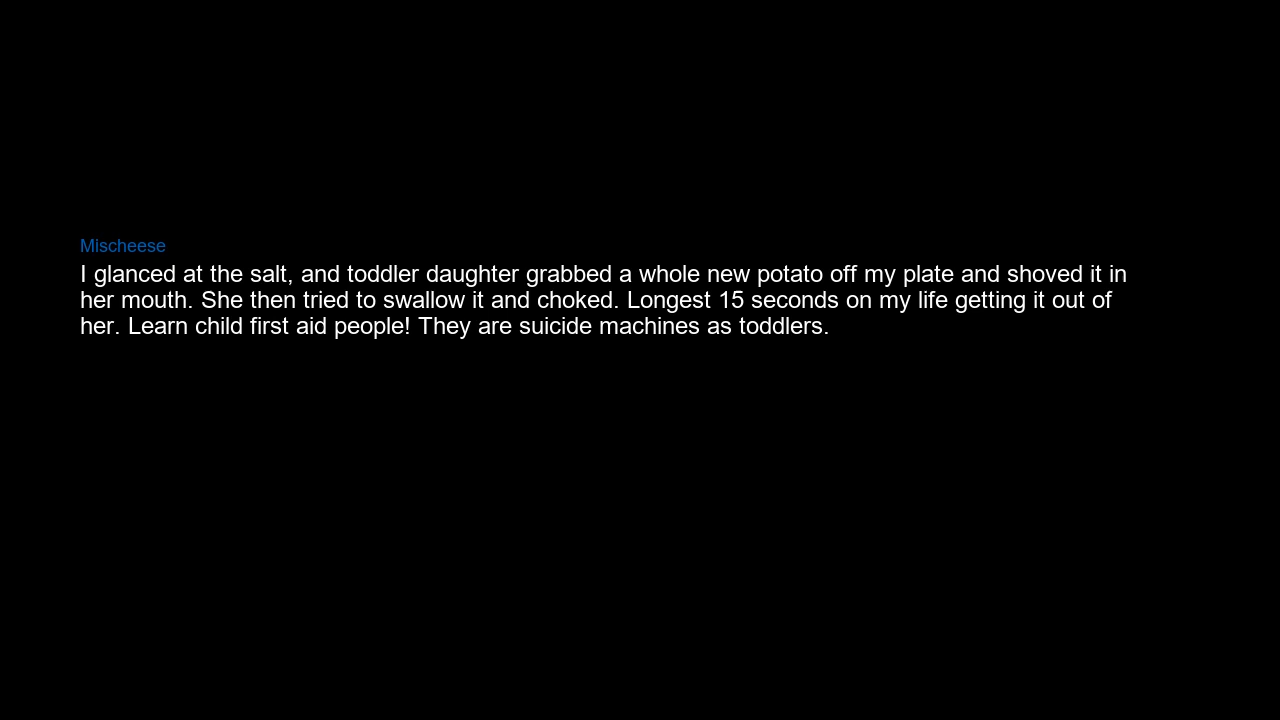 Mischeese
I glanced at the salt, and toddler daughter grabbed a whole new potato off my plate and shoved it in
her mouth. She then tried to swallow it and choked. Longest 15 seconds on my life getting it out of
her. Learn child first aid people! They are suicide machines as toddlers.